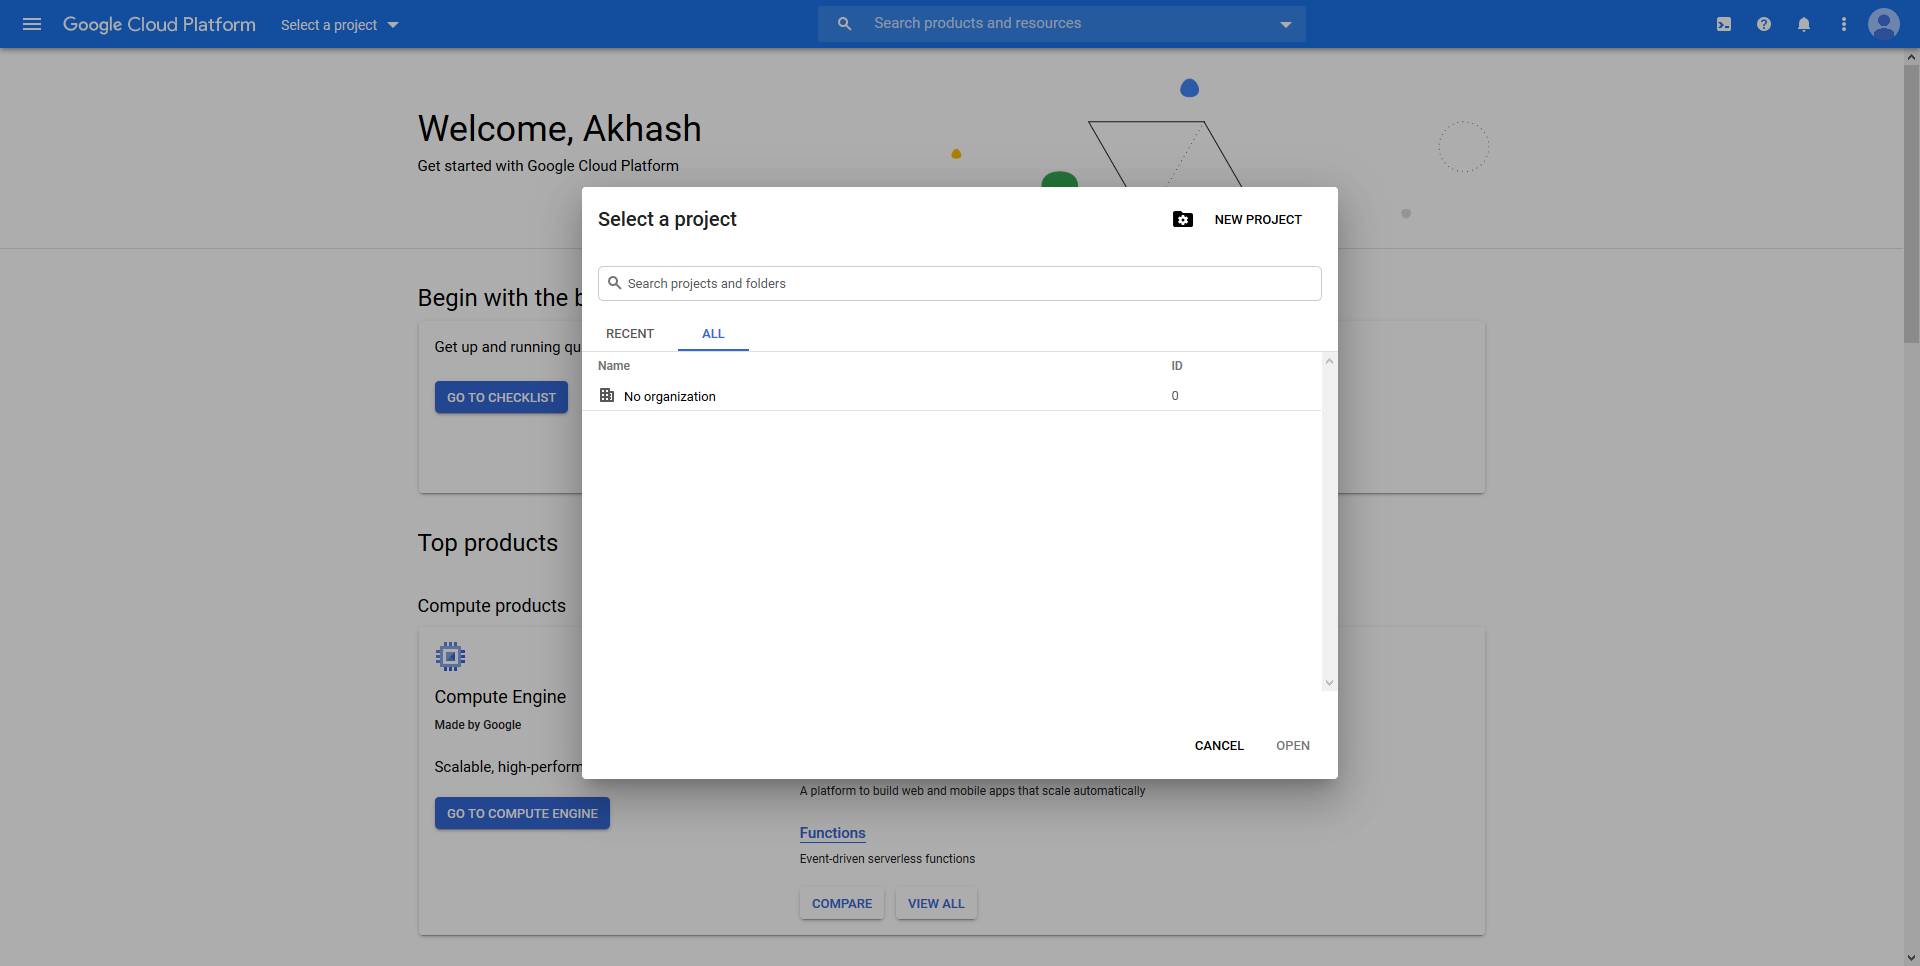 Google Cloud Platform
Select a project
Search products and resources
Welcome, Akhash
Get started with Google Cloud Platform
Select a project
NEW PROJECT
Search projects and folders
RECENT
ALL
Name
ID
No organization
0
CANCEL
OPEN
Begin with the b
Get up and running qu
GO TO CHECKLIST
Top products
Compute products
Compute Engine
Made by Google
Scalable, high-perform
GO TO COMPUTE ENGINE
A platform to build web and mobile apps that scale automatically
Functions
Event-driven serverless functions
COMPARE
VIEW ALL